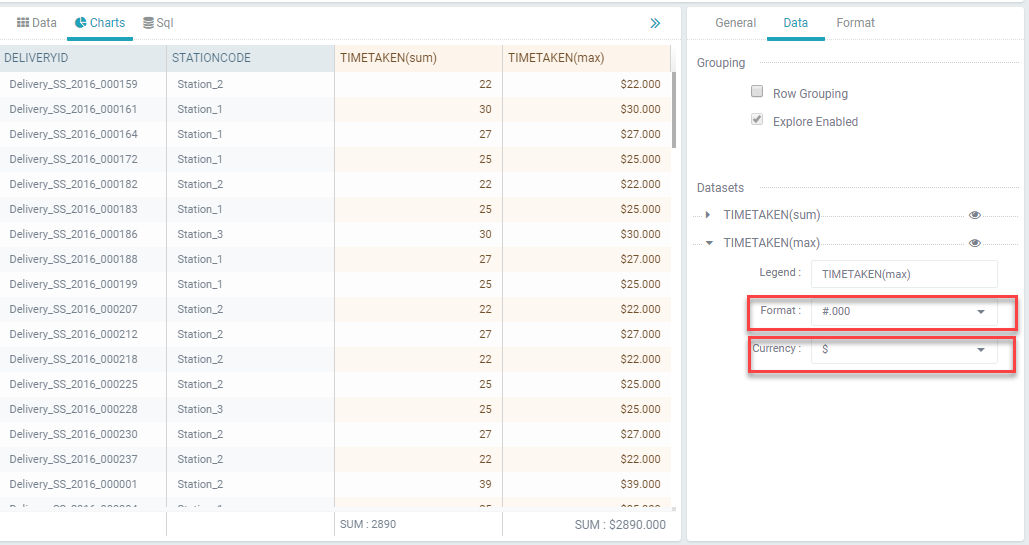 Data Charts Sql
DELIVERYID STATIONCODE TIMETAKEN(sum) TIMETAKEN(max)
Delivery_SS_2016_000159 Station_2 22 $22.000
Delivery_SS_2016_000161 Station_1 30 $30.000
Delivery_SS_2016_000164 Station_1 27 $27.000
Delivery_SS_2016_000172 Station_1 25 $25.000
Delivery_SS_2016_000182 Station_2 22 $22.000
Delivery_SS_2016_000183 Station_1 25 $25.000
Delivery_SS_2016_000186 Station_3 30 $30.000
Delivery_SS_2016_000188 Station_1 27 $27.000
Delivery_SS_2016_000199 Station_1 25 $25.000
Delivery_SS_2016_000207 Station_2 22 $22.000
Delivery_SS_2016_000212 Station_2 27 $27.000
Delivery_SS_2016_000218 Station_2 22 $22.000
Delivery_SS_2016_000225 Station_2 25 $25.000
Delivery_SS_2016_000228 Station_3 25 $25.000
Delivery_SS_2016_000230 Station_2 27 $27.000
Delivery_SS_2016_000237 Station_2 22 $22.000
Delivery_SS_2016_000001 Station_2 39 $39.000
SUM : 2890 SUM : $2890.000
General Data Format
Grouping
Row Grouping
Explore Enabled
Datasets
TIMETAKEN(sum)
TIMETAKEN(max)
Legend : TIMETAKEN(max)
Format : #.000
Currency : $